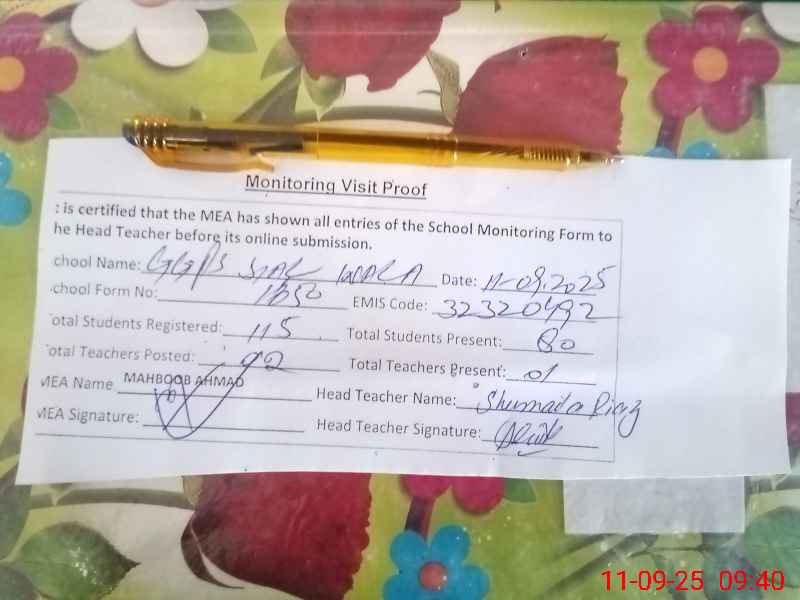 Monitoring Visit Proof
: is certified that the MEA has shown all entries of the School Monitoring Form to
he Head Teacher before its online submission.
chool Name: GGPS SIAL WALA Date: 11-09.2025
chool Form No: 1850 EMIS Code: 32320492
otal Students Registered: 115 Total Students Present: 80
otal Teachers Posted: 02 Total Teachers Present: 01
MEA Name MAHBOOB AHMAD Head Teacher Name: Shumaila Riaz
MEA Signature: Head Teacher Signature:
11-09-25 09:40